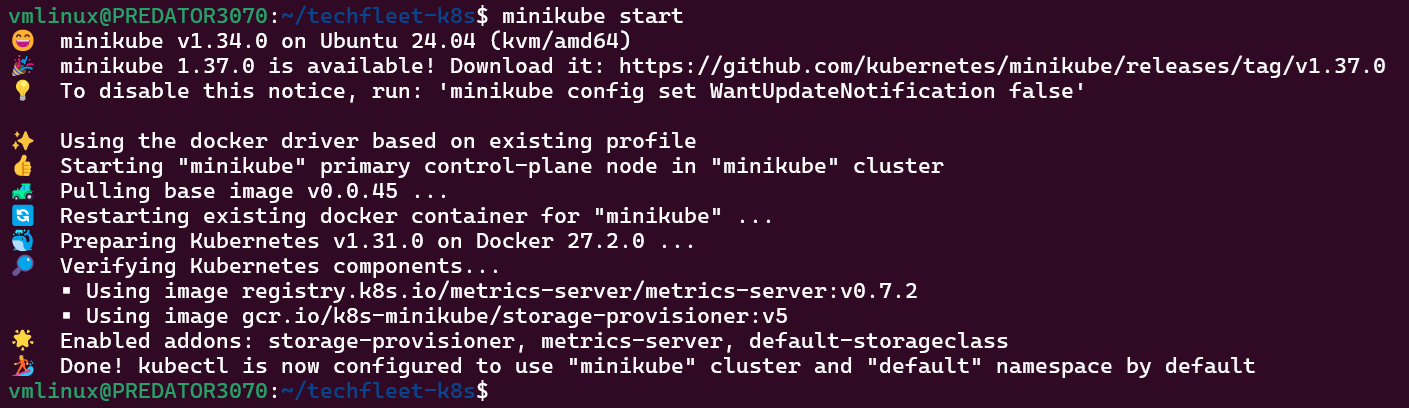 vmlinux@PREDATOR3070:~/techfleet-k8s$ minikube start
😄  minikube v1.34.0 on Ubuntu 24.04 (kvm/amd64)
🎉  minikube 1.37.0 is available! Download it: https://github.com/kubernetes/minikube/releases/tag/v1.37.0
💡  To disable this notice, run: 'minikube config set WantUpdateNotification false'

✨  Using the docker driver based on existing profile
👍  Starting "minikube" primary control-plane node in "minikube" cluster
🚜  Pulling base image v0.0.45 ...
🔄  Restarting existing docker container for "minikube" ...
🐳  Preparing Kubernetes v1.31.0 on Docker 27.2.0 ...
🔎  Verifying Kubernetes components...
    ▪ Using image registry.k8s.io/metrics-server/metrics-server:v0.7.2
    ▪ Using image gcr.io/k8s-minikube/storage-provisioner:v5
🌟  Enabled addons: storage-provisioner, metrics-server, default-storageclass
🏄  Done! kubectl is now configured to use "minikube" cluster and "default" namespace by default
vmlinux@PREDATOR3070:~/techfleet-k8s$